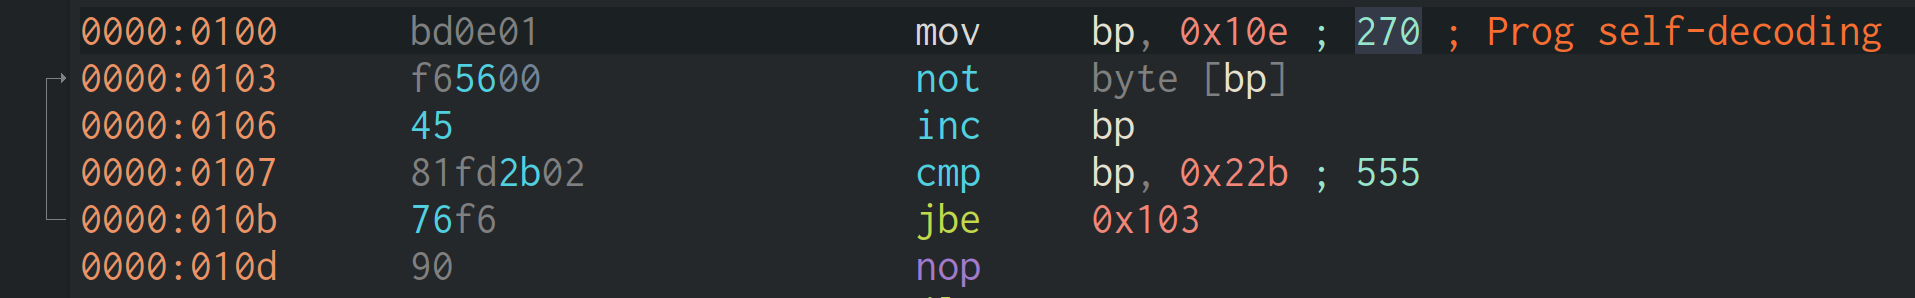 0000:0100 bd0e01 mov bp, 0x10e ; 270 ; Prog self-decoding
0000:0103 f65600 not byte [bp]
0000:0106 45 inc bp
0000:0107 81fd2b02 cmp bp, 0x22b ; 555
0000:010b 76f6 jbe 0x103
0000:010d 90 nop